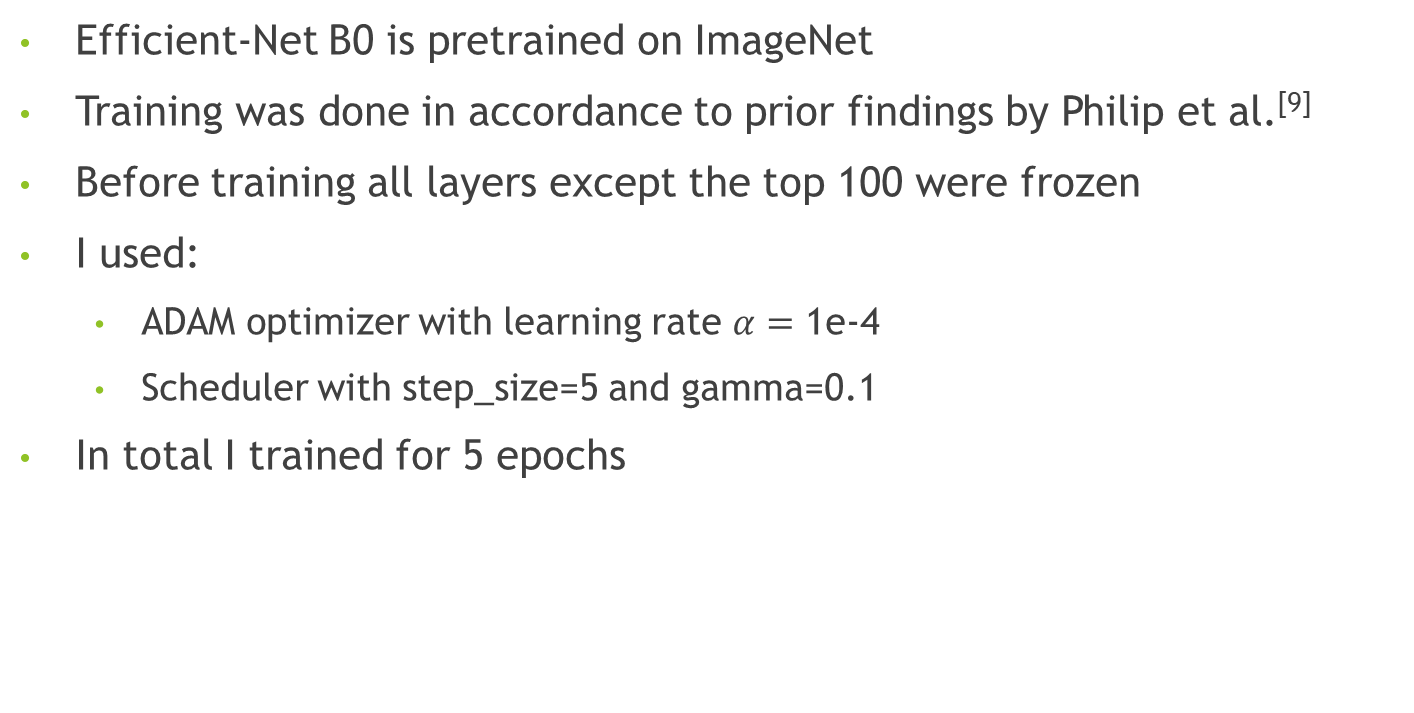 • Efficient-Net B0 is pretrained on ImageNet
• Training was done in accordance to prior findings by Philip et al.[9]
• Before training all layers except the top 100 were frozen
• I used:
• ADAM optimizer with learning rate 𝛼 = 1e-4
• Scheduler with step_size=5 and gamma=0.1
• In total I trained for 5 epochs